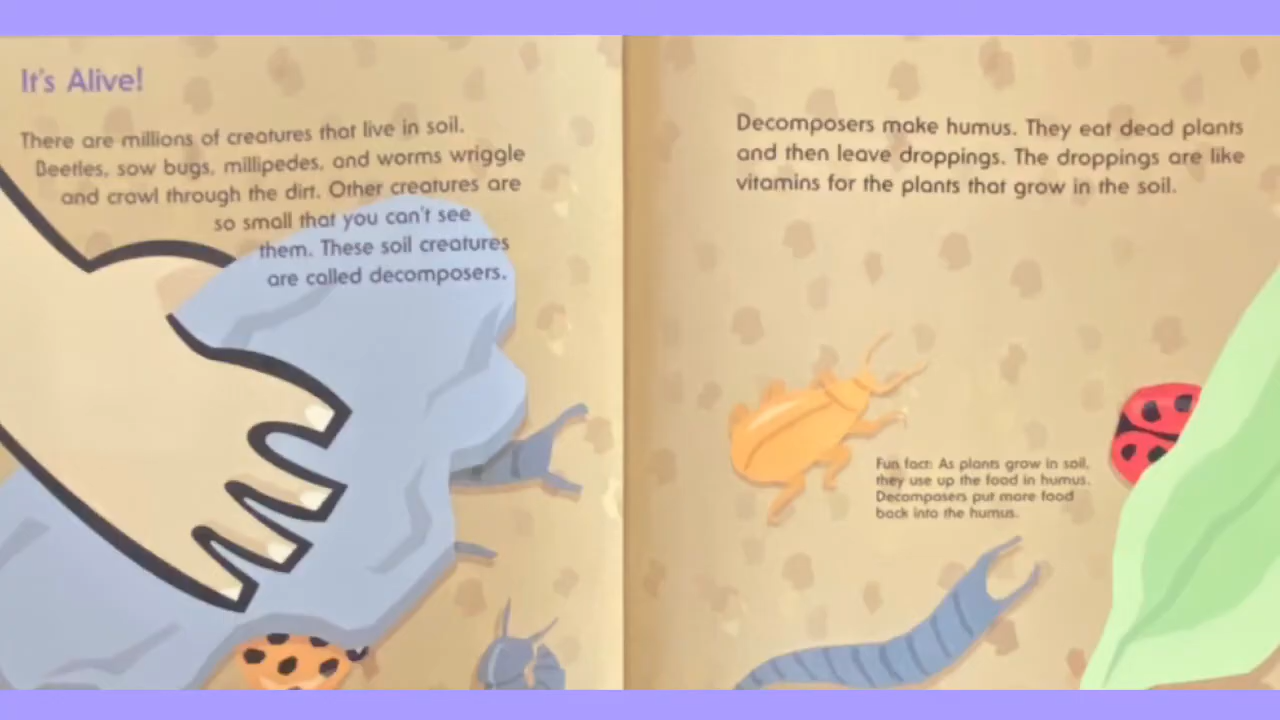 It's Alive!
There are millions of creatures that live in soil.
Beetles, sow bugs, millipedes, and worms wriggle
and crawl through the dirt. Other creatures are
so small that you can't see
them. These soil creatures
are called decomposers.
Decomposers make humus. They eat dead plants
and then leave droppings. The droppings are like
vitamins for the plants that grow in the soil.
Fun fact: As plants grow in soil,
they use up the food in humus.
Decomposers put more food
back into the humus.